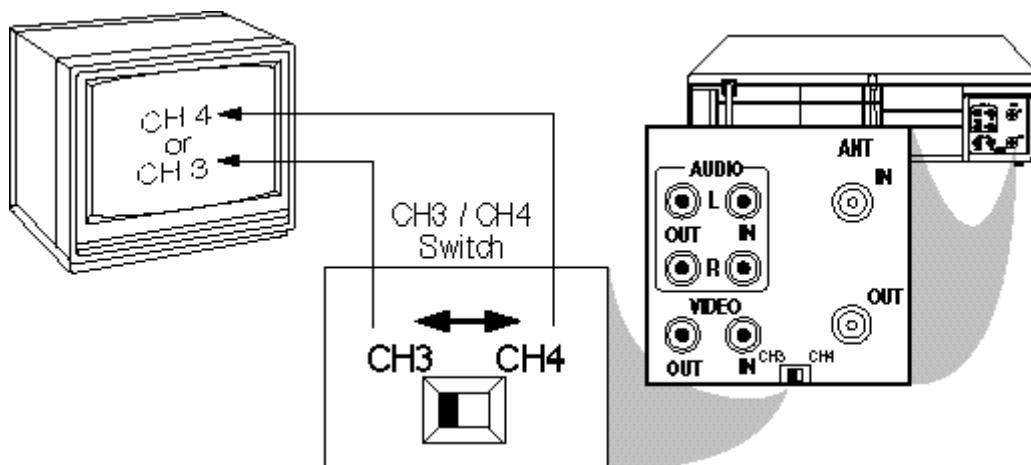 CH 4
or
CH 3
CH3 / CH4
Switch
CH3
CH4
ANT
AUDIO
IN
L
OUT
IN
R
VIDEO
OUT
OUT
IN
CH3
CH4